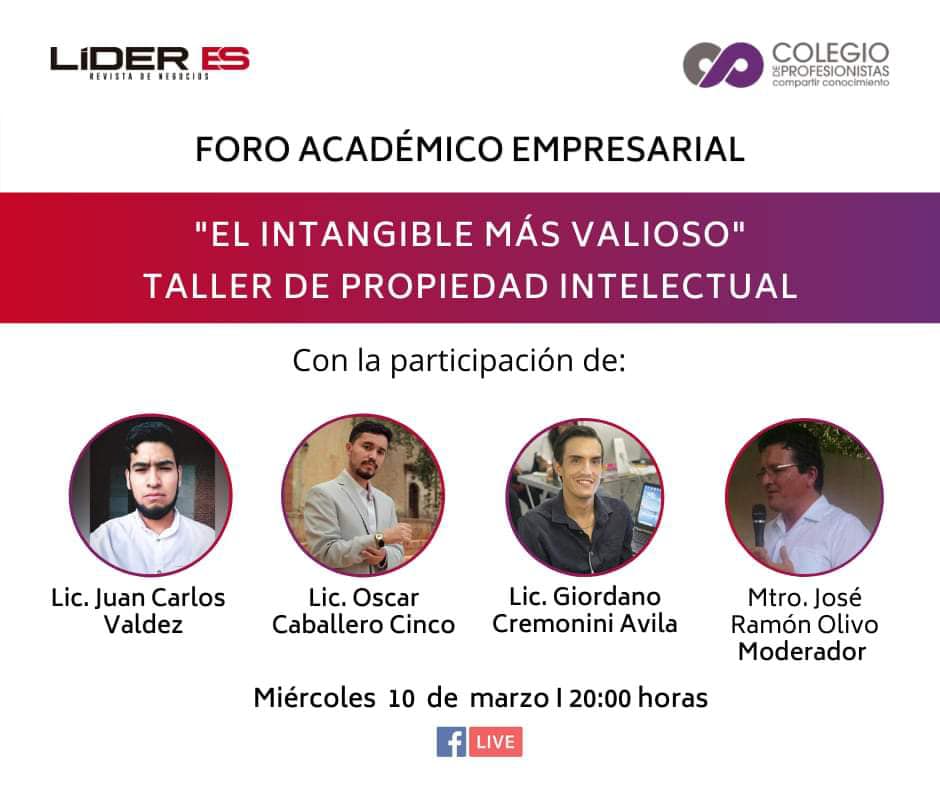 LíDER ES
REVISTA DE NEGOCIOS
COLEGIO
DE PROFESIONISTAS
compartir conocimiento
FORO ACADÉMICO EMPRESARIAL
"EL INTANGIBLE MÁS VALIOSO"
TALLER DE PROPIEDAD INTELECTUAL
Con la participación de:
Lic. Juan Carlos
Valdez
Lic. Oscar
Caballero Cinco
Lic. Giordano
Cremonini Avila
Mtro. José
Ramón Olivo
Moderador
Miércoles 10 de marzo I 20:00 horas
f LIVE